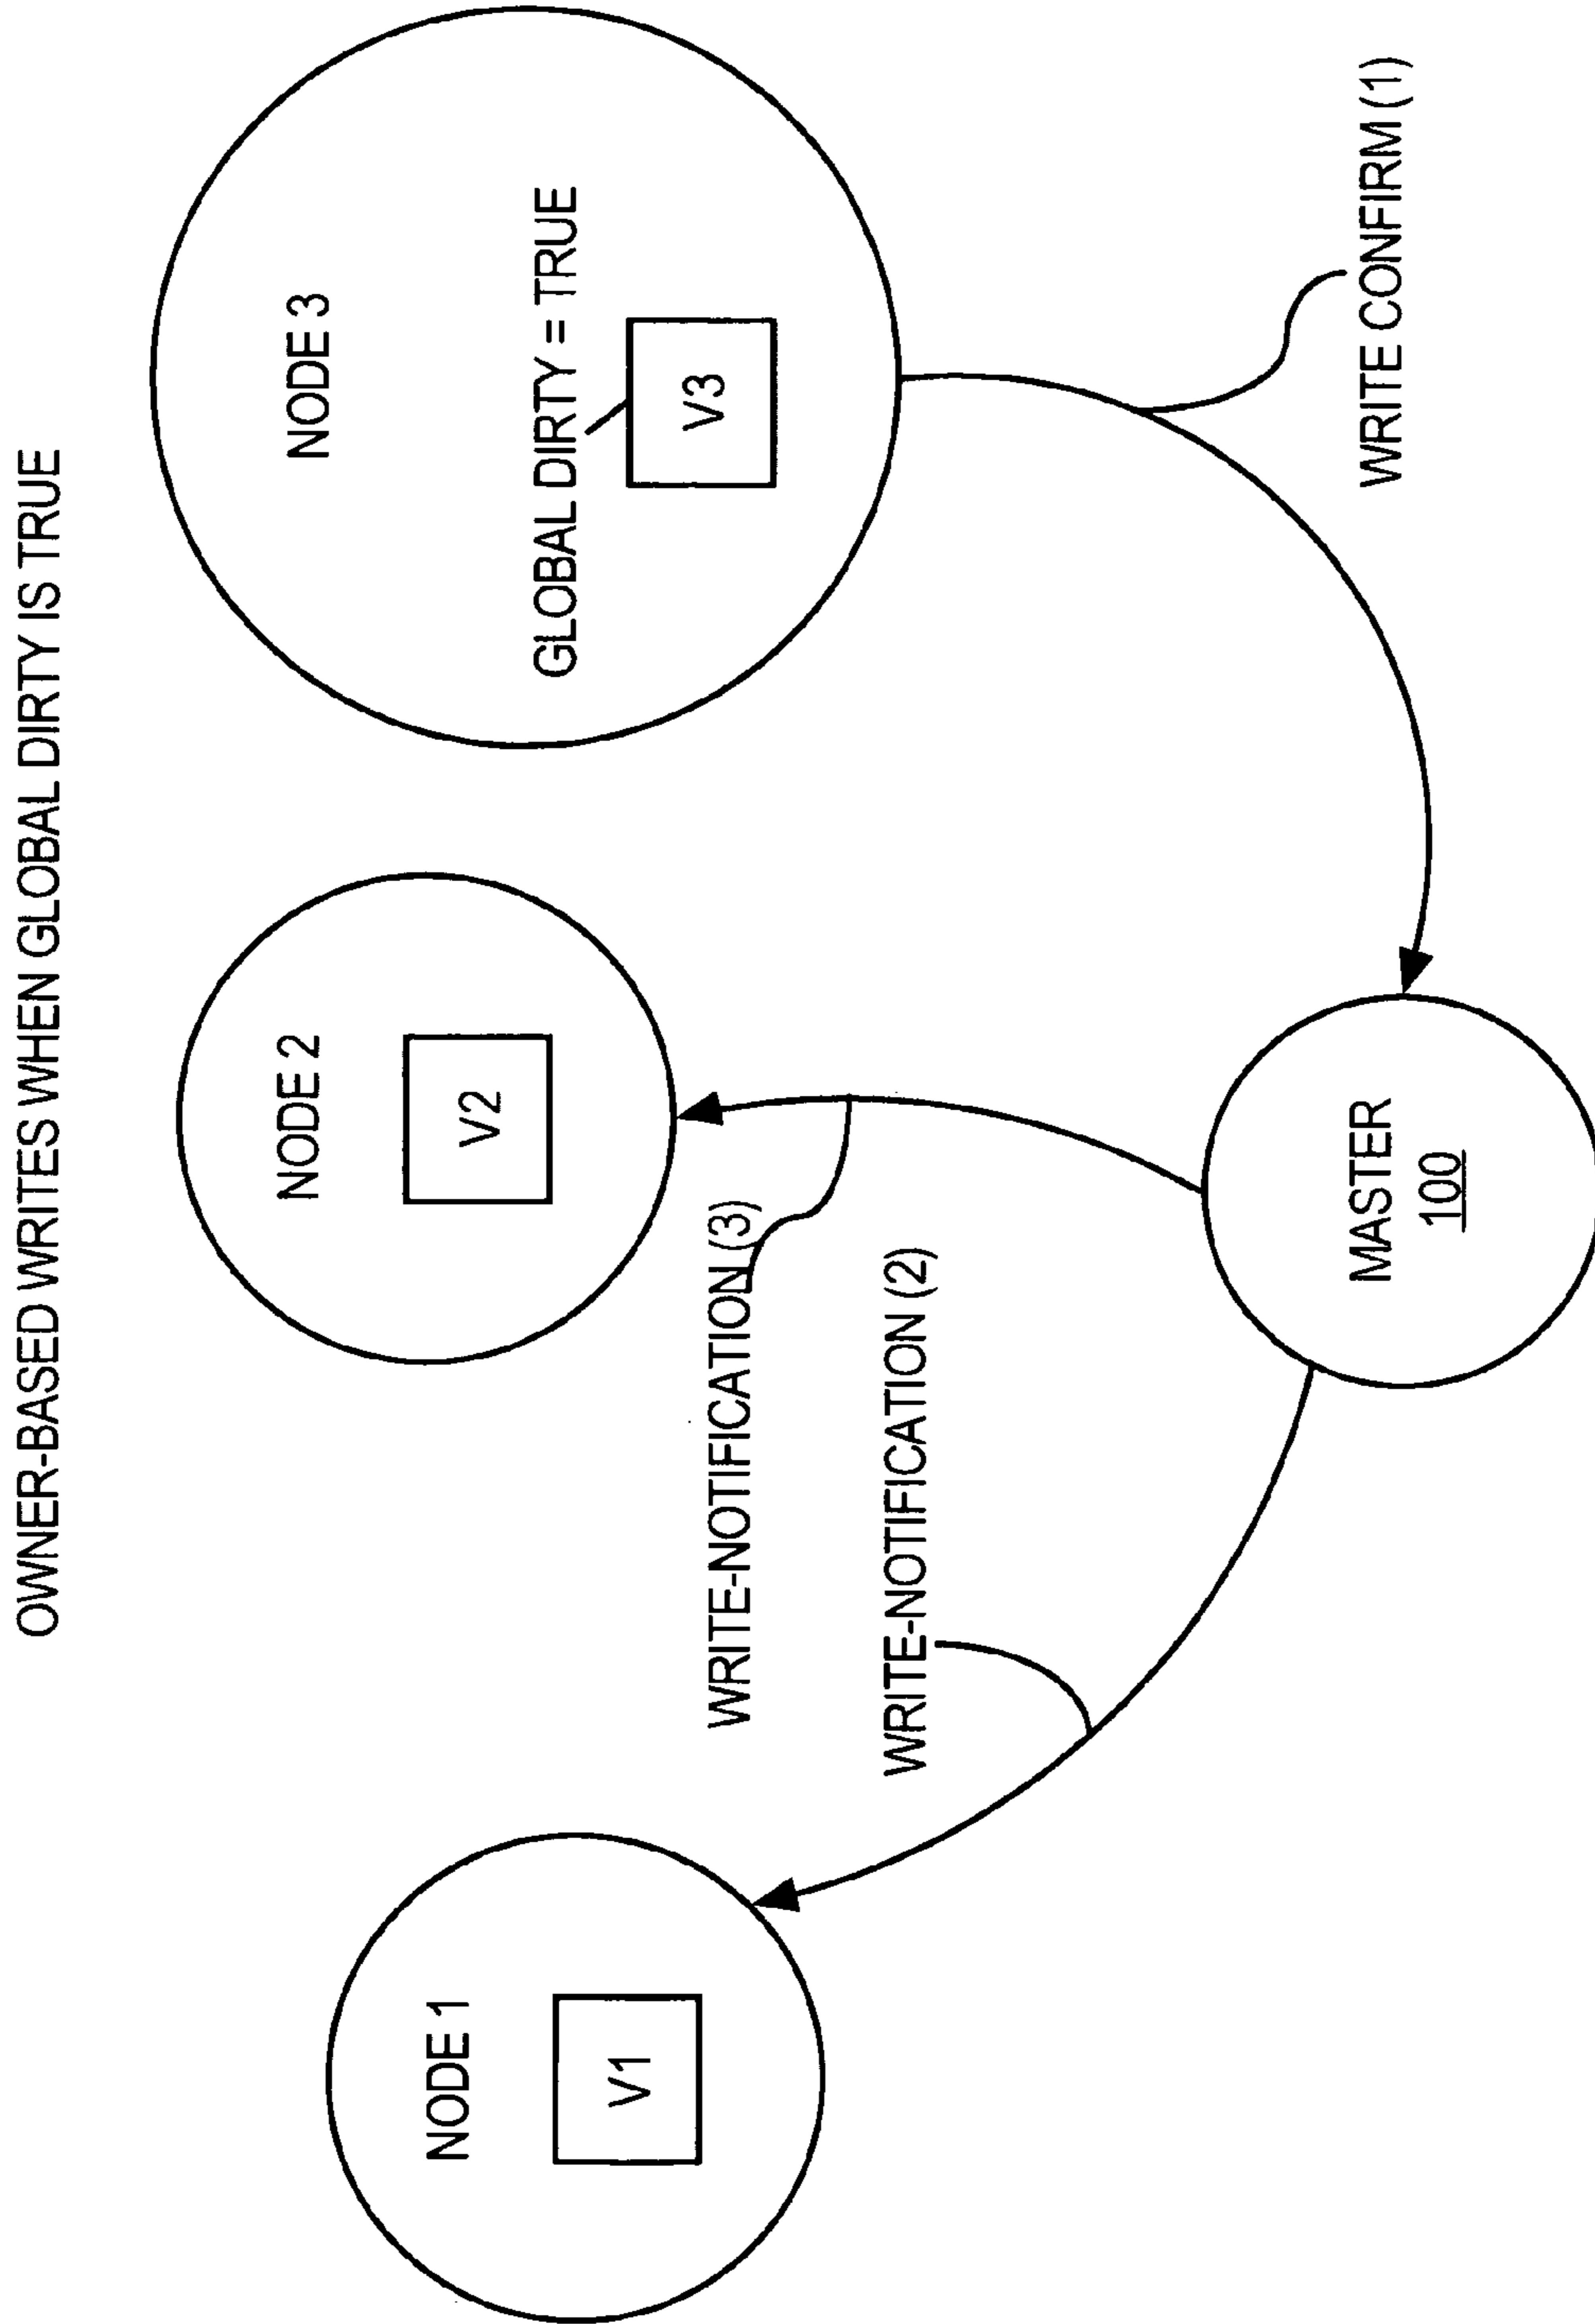 OWNER-BASED WRITES WHEN GLOBAL DIRTY IS TRUE
NODE 1
V1
NODE 2
V2
NODE 3
GLOBAL DIRTY = TRUE
V3
WRITE-NOTIFICATION (3)
WRITE-NOTIFICATION (2)
MASTER
100
WRITE CONFIRM (1)